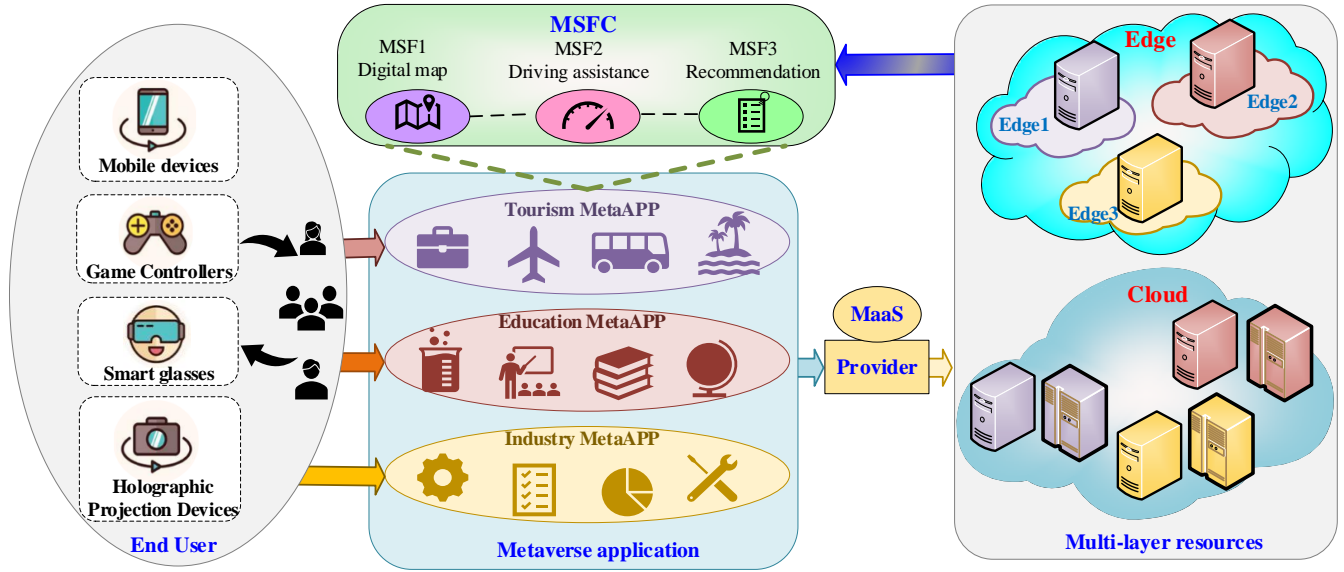 MSFC
MSF1
Digital map
MSF2
Driving assistance
MSF3
Recommendation
Mobile devices
Game Controllers
Smart glasses
Holographic
Projection Devices
End User
Tourism MetaAPP
Education MetaAPP
Industry MetaAPP
Metaverse application
MaaS
Provider
Edge
Edge1
Edge2
Edge3
Cloud
Multi-layer resources